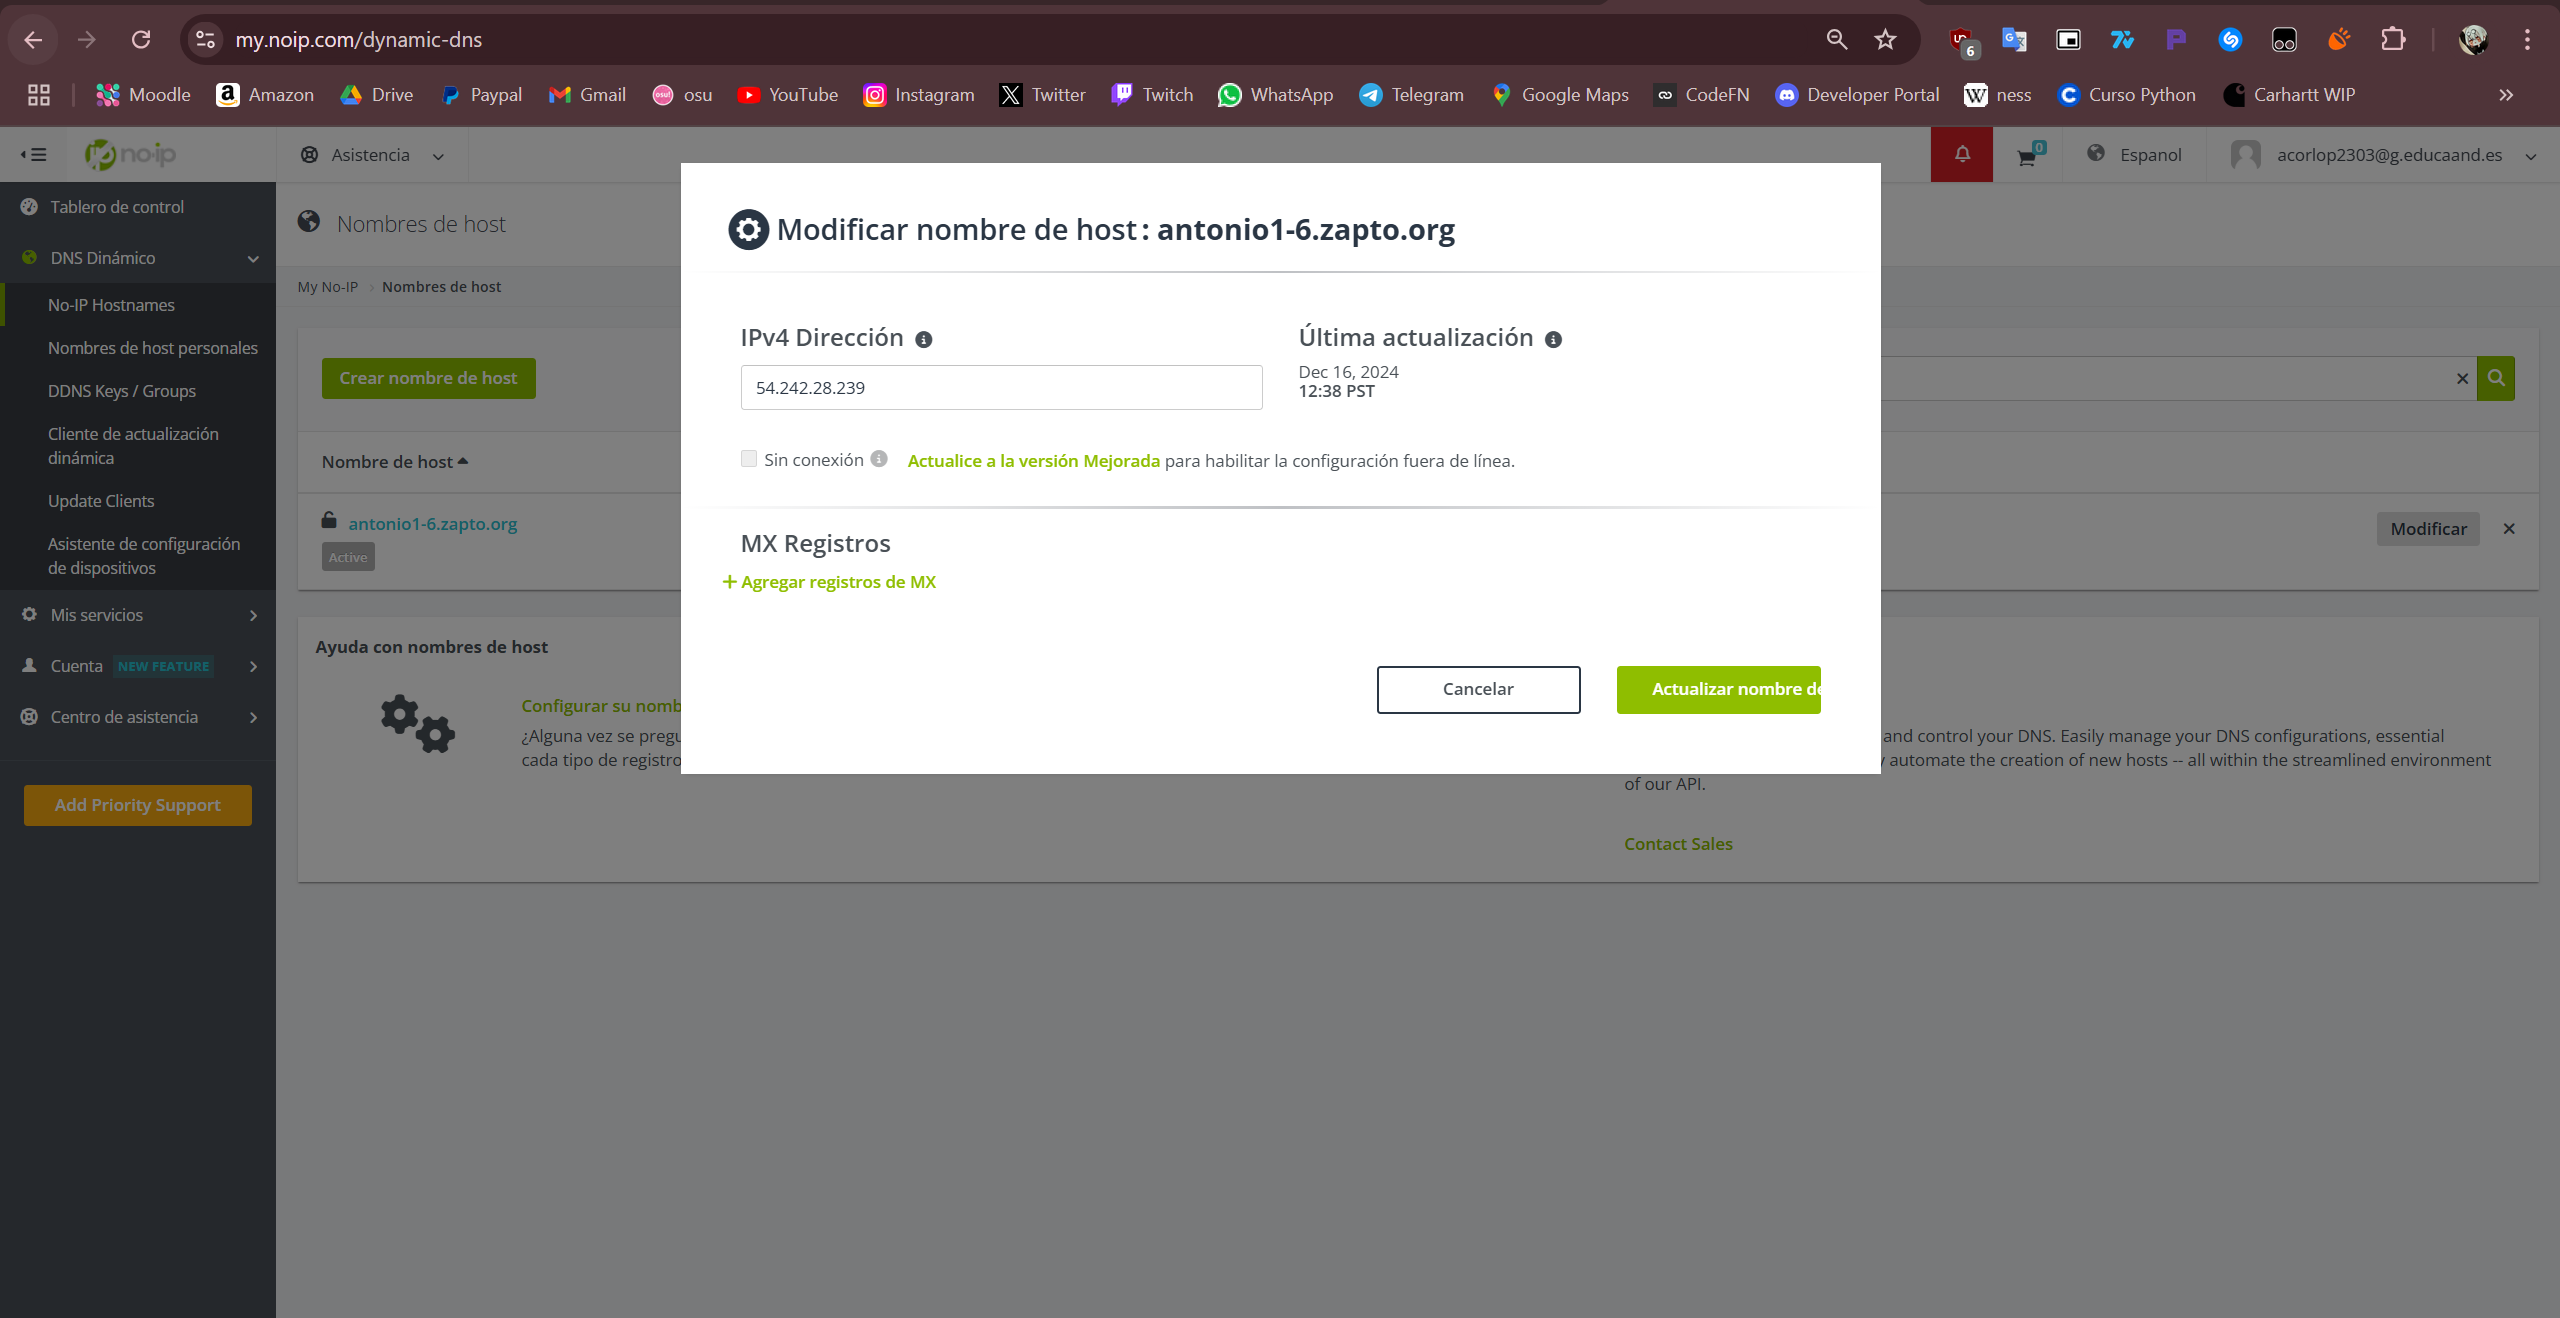 my.noip.com/dynamic-dns
6
Moodle
Amazon
Drive
Paypal
Gmail
osu
YouTube
Instagram
Twitter
Twitch
WhatsApp
Telegram
Google Maps
CodeFN
Developer Portal
ness
Curso Python
Carhartt WIP
no-ip
Asistencia
0
Espanol
acorlop2303@g.educaand.es
Tablero de control
DNS Dinámico
No-IP Hostnames
Nombres de host personales
DDNS Keys / Groups
Cliente de actualización
dinámica
Update Clients
Asistente de configuración
de dispositivos
Mis servicios
Cuenta NEW FEATURE
Centro de asistencia
Add Priority Support
Nombres de host
My No-IP > Nombres de host
Crear nombre de host
Nombre de host
antonio1-6.zapto.org
Active
Modificar
Ayuda con nombres de host
Configurar su nomb
¿Alguna vez se pregu
cada tipo de registro
Modificar nombre de host: antonio1-6.zapto.org
IPv4 Dirección
54.242.28.239
Última actualización
Dec 16, 2024
12:38 PST
Sin conexión
Actualice a la versión Mejorada para habilitar la configuración fuera de línea.
MX Registros
+ Agregar registros de MX
Cancelar
Actualizar nombre de
and control your DNS. Easily manage your DNS configurations, essential
automate the creation of new hosts -- all within the streamlined environment
of our API.
Contact Sales